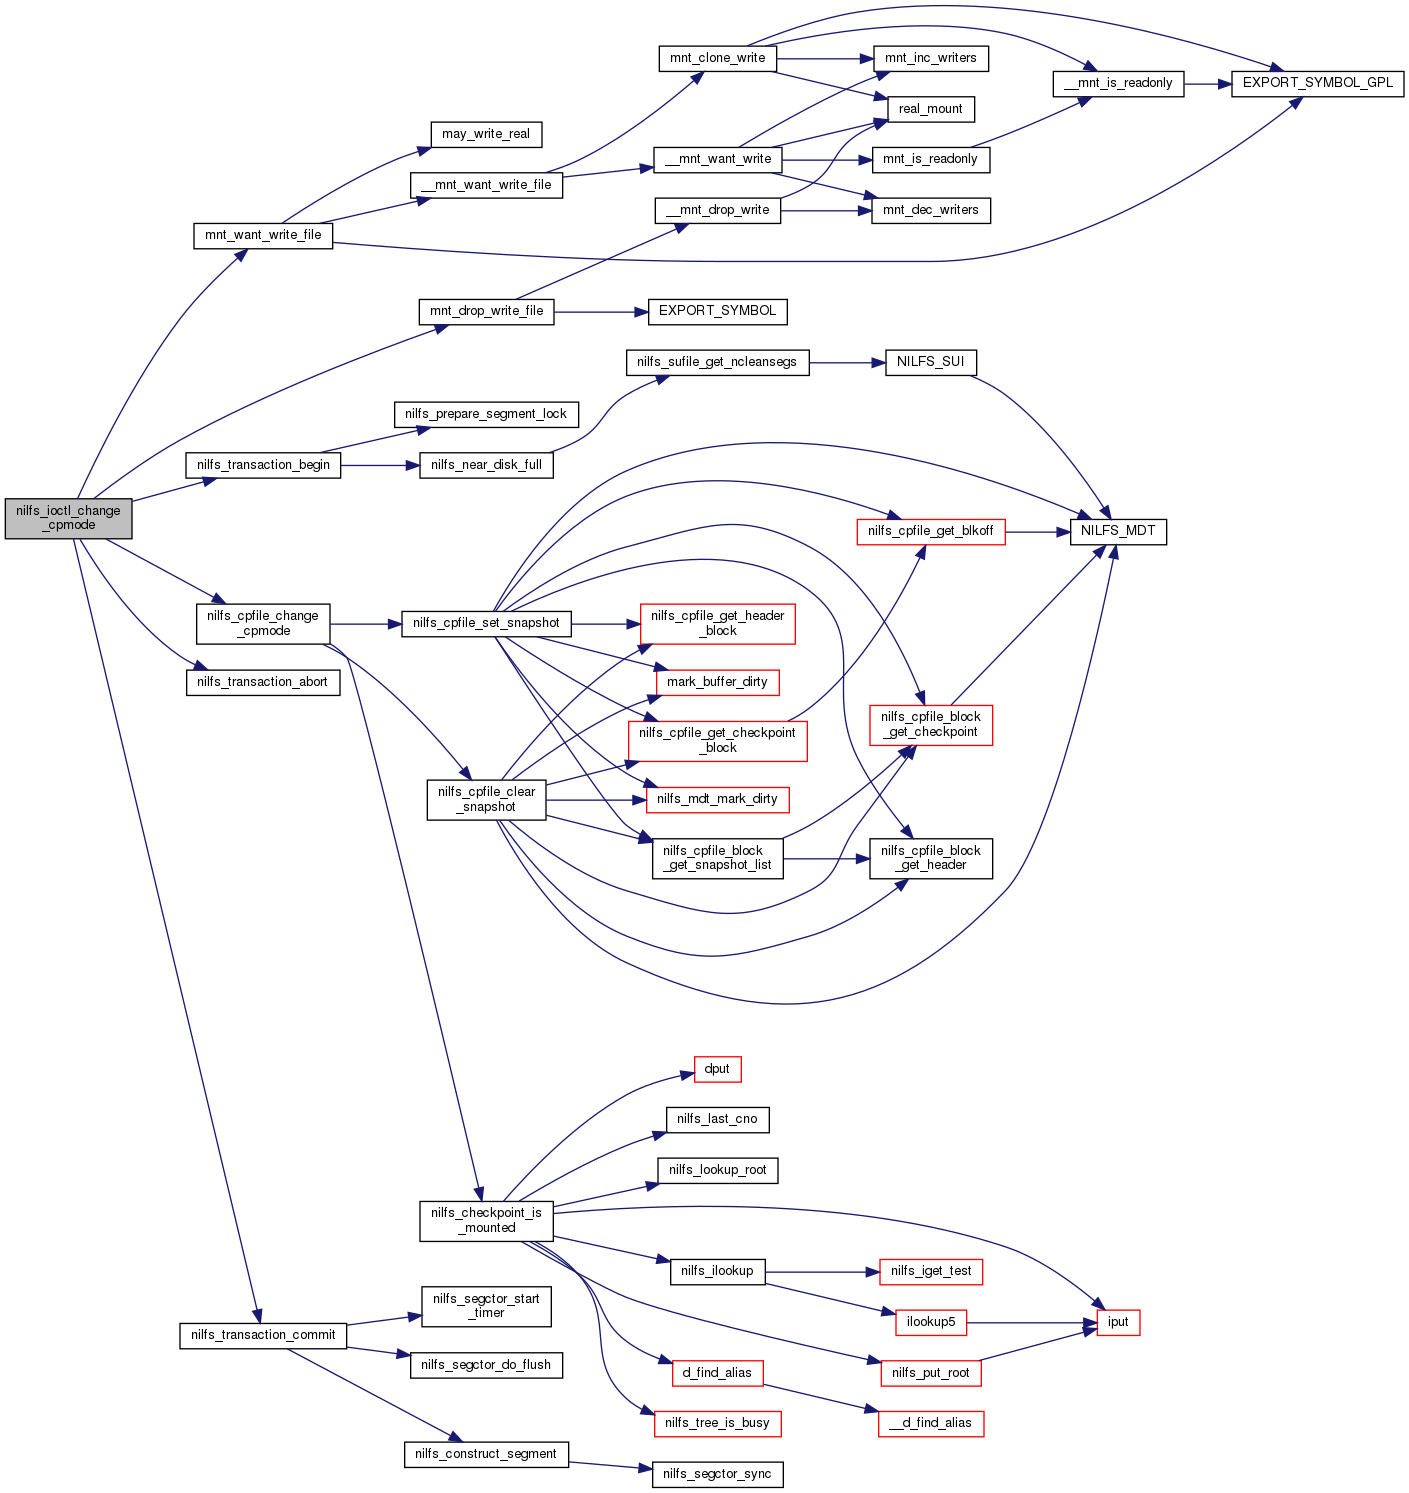 mnt_clone_write
mnt_inc_writers
__mnt_is_readonly
EXPORT_SYMBOL_GPL
real_mount
may_write_real
__mnt_want_write
mnt_is_readonly
__mnt_want_write_file
__mnt_drop_write
mnt_dec_writers
mnt_want_write_file
mnt_drop_write_file
EXPORT_SYMBOL
nilfs_sufile_get_ncleansegs
NILFS_SUI
nilfs_prepare_segment_lock
nilfs_transaction_begin
nilfs_near_disk_full
nilfs_ioctl_change
_cpmode
nilfs_cpfile_get_blkoff
NILFS_MDT
nilfs_cpfile_change
_cpmode
nilfs_cpfile_set_snapshot
nilfs_cpfile_get_header
_block
nilfs_transaction_abort
mark_buffer_dirty
nilfs_cpfile_block
_get_checkpoint
nilfs_cpfile_get_checkpoint
_block
nilfs_cpfile_clear
_snapshot
nilfs_mdt_mark_dirty
nilfs_cpfile_block
_get_snapshot_list
nilfs_cpfile_block
_get_header
dput
nilfs_last_cno
nilfs_lookup_root
nilfs_checkpoint_is
_mounted
nilfs_ilookup
nilfs_iget_test
nilfs_segctor_start
_timer
ilookup5
iput
nilfs_transaction_commit
nilfs_segctor_do_flush
d_find_alias
nilfs_put_root
nilfs_tree_is_busy
__d_find_alias
nilfs_construct_segment
nilfs_segctor_sync